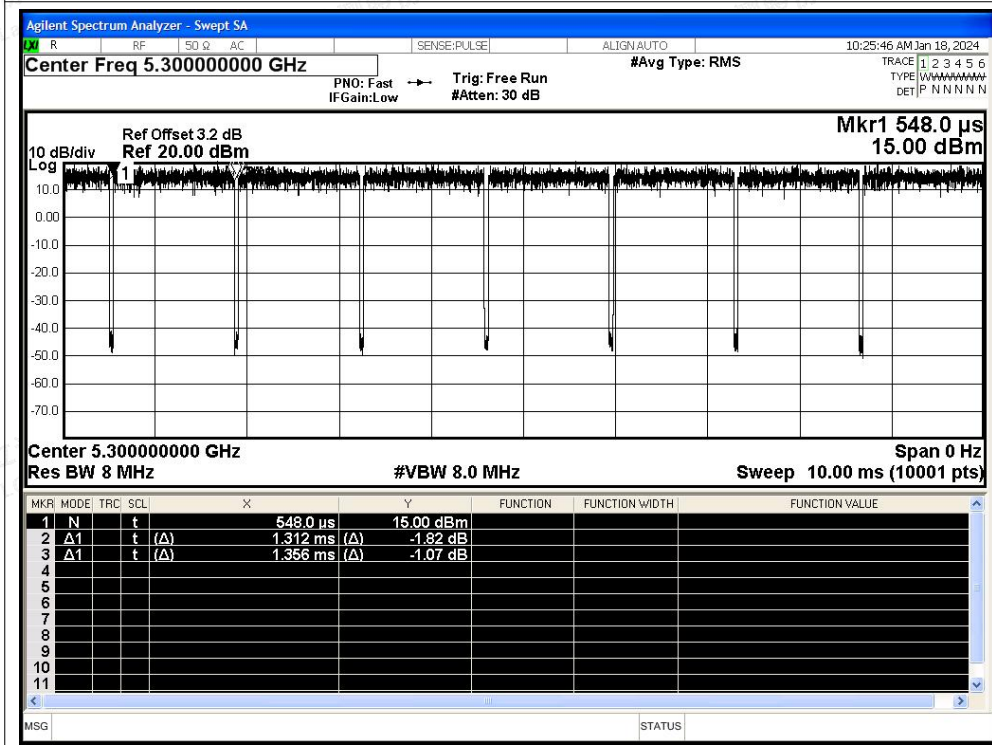 Agilent Spectrum Analyzer - Swept SA
LXI R RF 50 Ω AC SENSE:PULSE ALIGN AUTO 10:25:46 AM Jan 18, 2024
Center Freq 5.300000000 GHz #Avg Type: RMS TRACE 1 2 3 4 5 6
PNO: Fast Trig: Free Run TYPE W
IFGain:Low #Atten: 30 dB DET P N N N N N
Mkr1 548.0 µs
Ref Offset 3.2 dB
10 dB/div Ref 20.00 dBm 15.00 dBm
Log
1
10.0
0.00
-10.0
-20.0
-30.0
-40.0
-50.0
-60.0
-70.0
Center 5.300000000 GHz Span 0 Hz
Res BW 8 MHz #VBW 8.0 MHz Sweep 10.00 ms (10001 pts)
MKR MODE TRC SCL X Y FUNCTION FUNCTION WIDTH FUNCTION VALUE
1 N t 548.0 µs 15.00 dBm
2 Δ1 t (Δ) 1.312 ms (Δ) -1.82 dB
3 Δ1 t (Δ) 1.356 ms (Δ) -1.07 dB
4
5
6
7
8
9
10
11
MSG STATUS